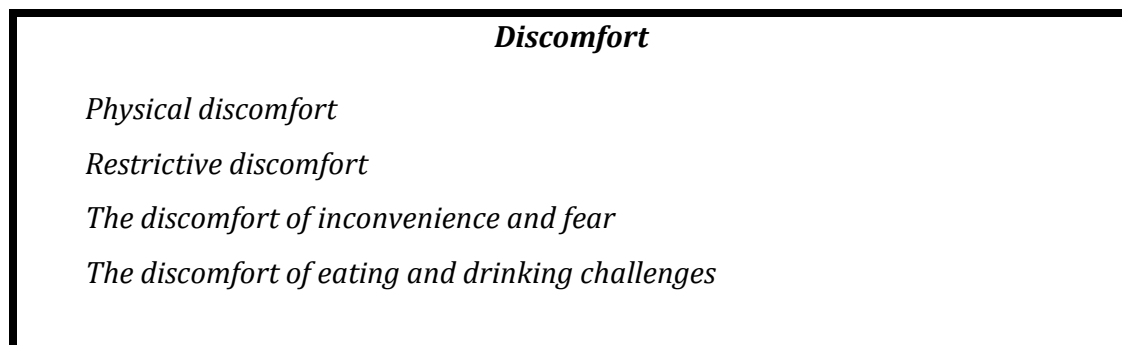 Discomfort
Physical discomfort
Restrictive discomfort
The discomfort of inconvenience and fear
The discomfort of eating and drinking challenges